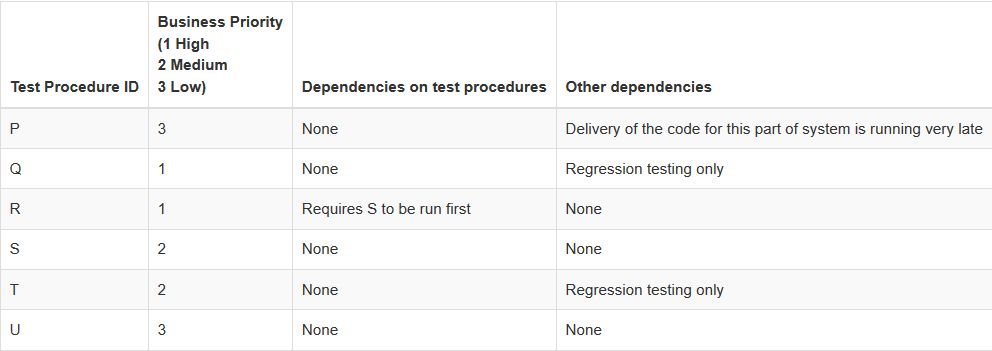 Test Procedure ID Business Priority
(1 High
2 Medium
3 Low) Dependencies on test procedures Other dependencies
P 3 None Delivery of the code for this part of system is running very late
Q 1 None Regression testing only
R 1 Requires S to be run first None
S 2 None None
T 2 None Regression testing only
U 3 None None